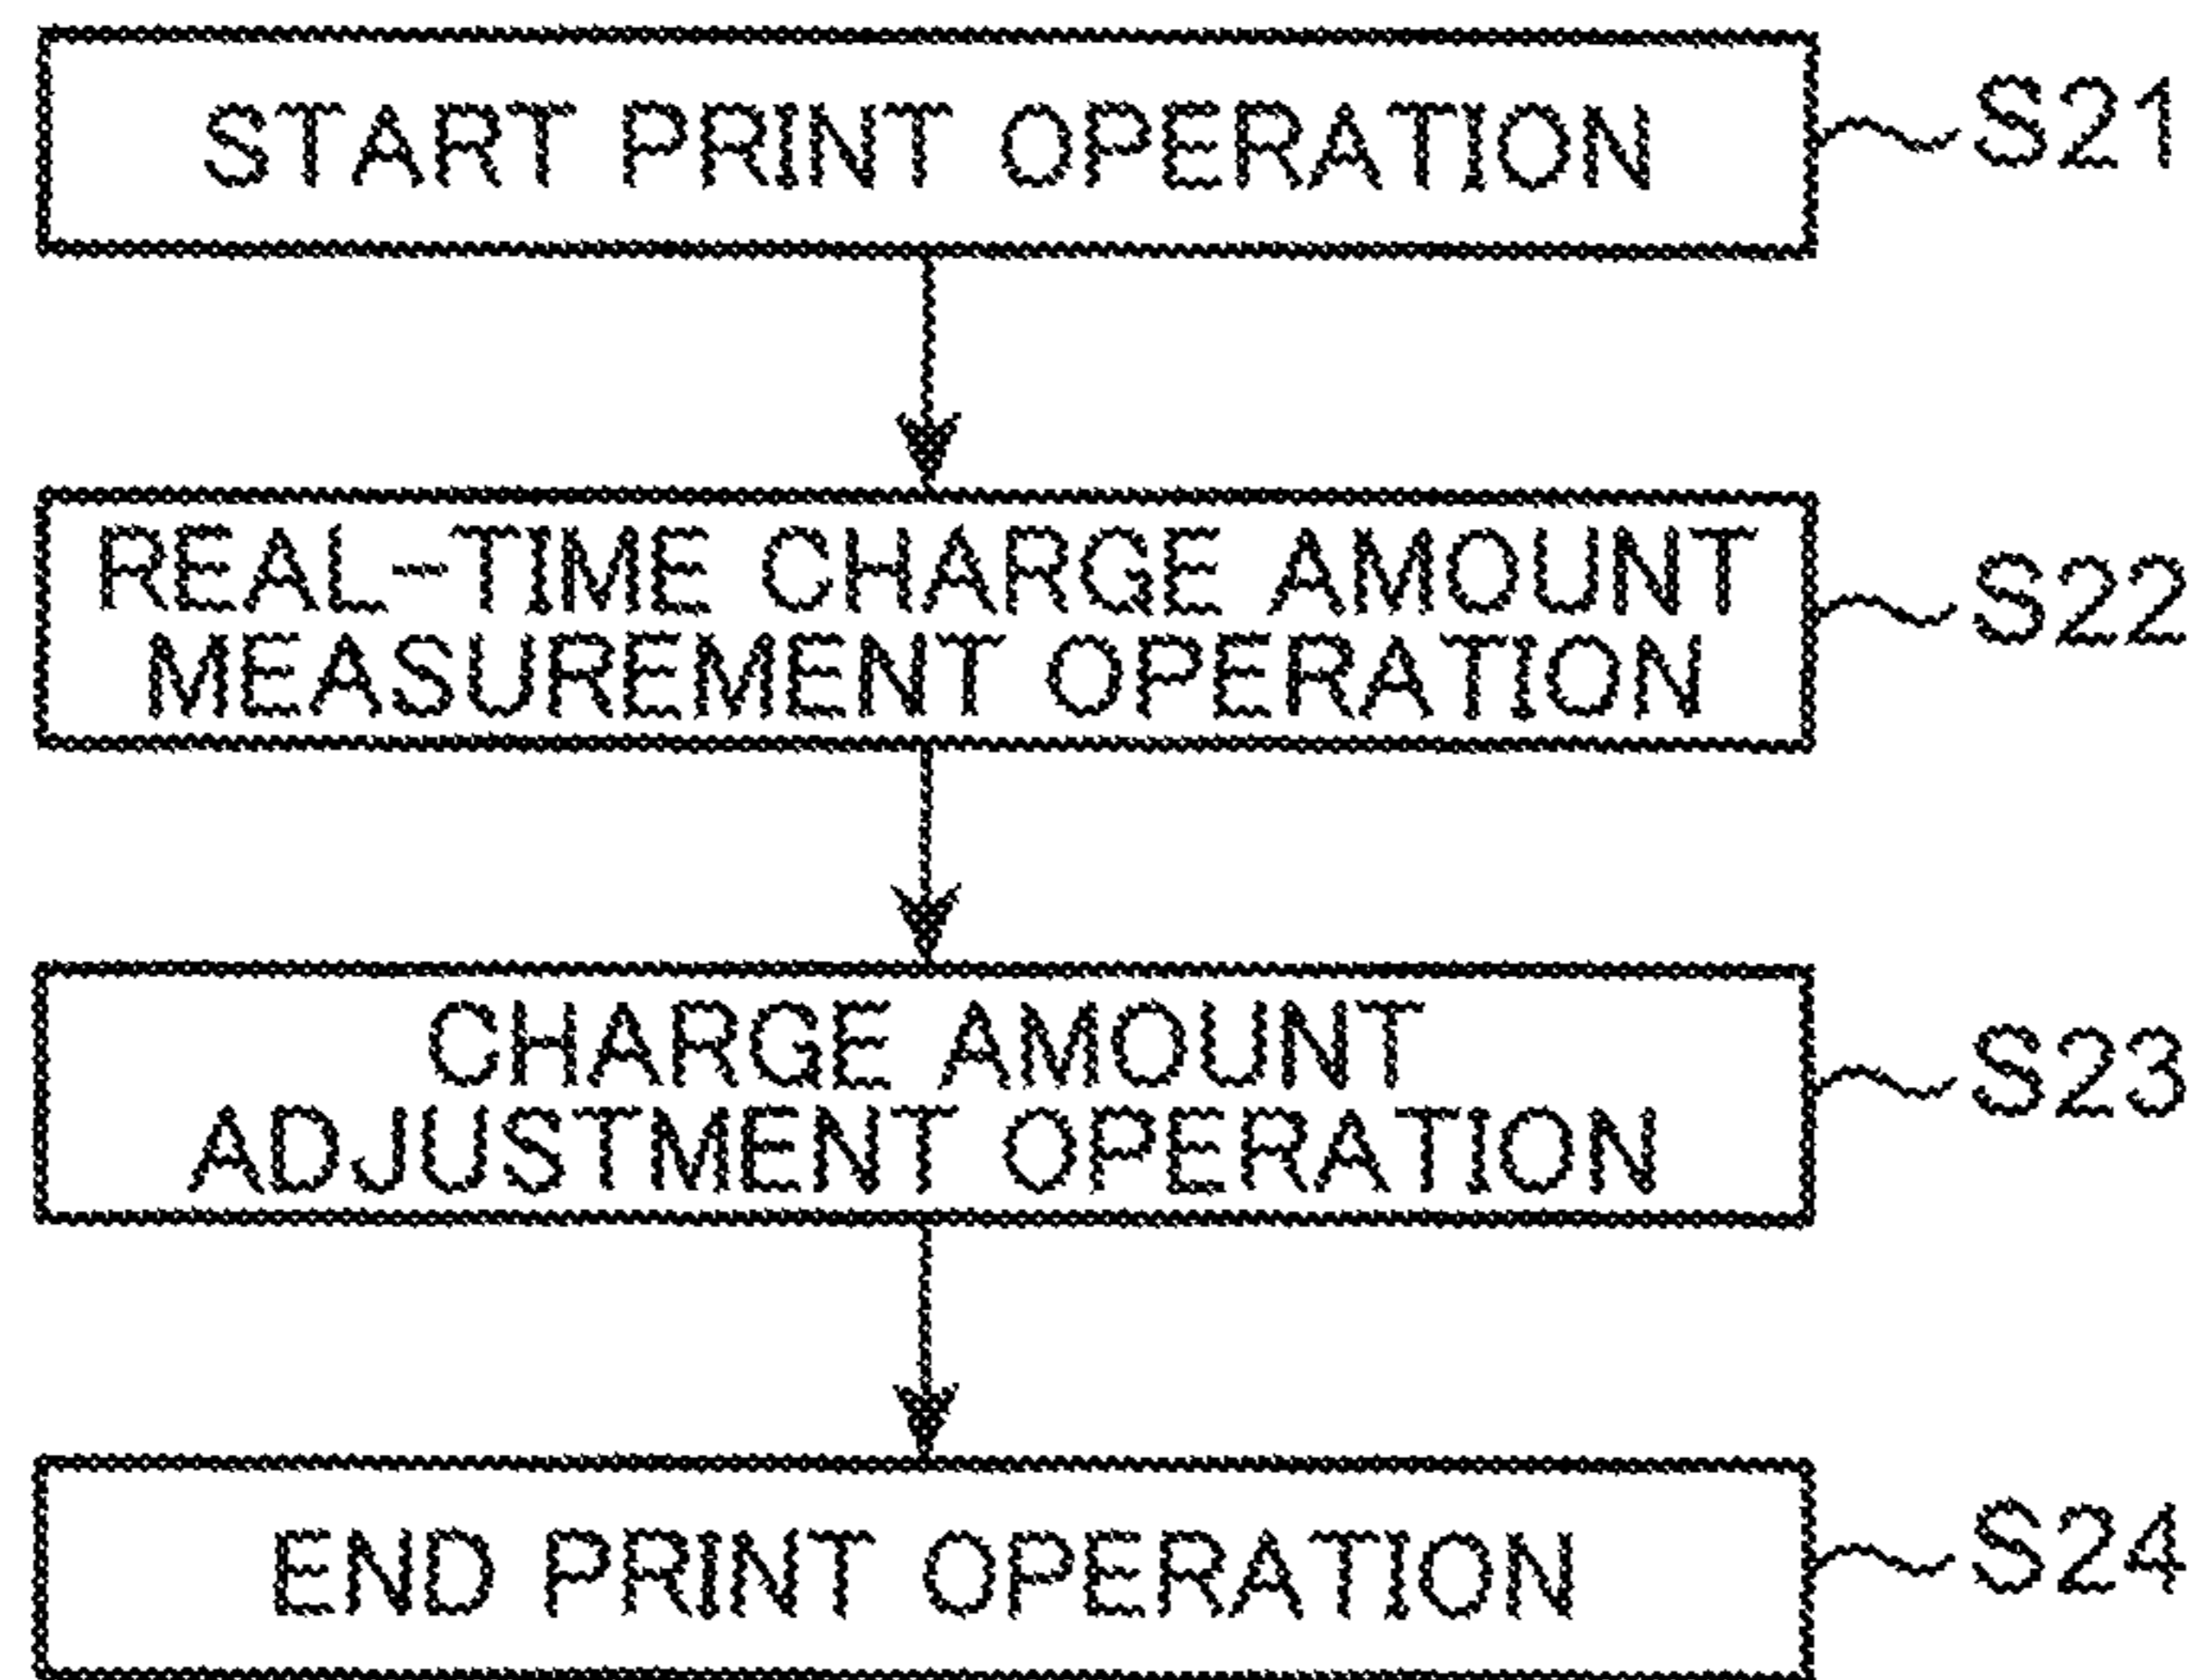 START PRINT OPERATION
S21
REAL-TIME CHARGE AMOUNT
MEASUREMENT OPERATION
S22
CHARGE AMOUNT
ADJUSTMENT OPERATION
S23
END PRINT OPERATION
S24